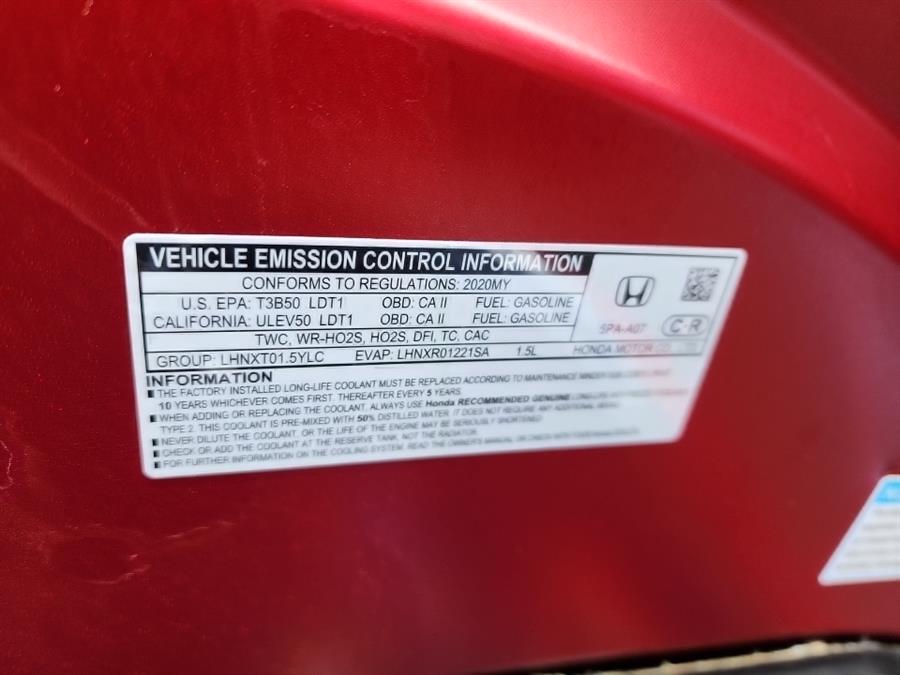 VEHICLE EMISSION CONTROL INFORMATION
CONFORMS TO REGULATIONS: 2020MY
U.S. EPA: T3B50 LDT1 OBD: CA II FUEL: GASOLINE
CALIFORNIA: ULEV50 LDT1 OBD: CA II FUEL: GASOLINE
TWC, WR-HO2S, HO2S, DFI, TC, CAC
GROUP: LHNXT01.5YLC EVAP: LHNXR01221SA 1.5L
5PA-A07 C R
HONDA MOTOR CO.
INFORMATION
THE FACTORY INSTALLED LONG-LIFE COOLANT MUST BE REPLACED ACCORDING TO MAINTENANCE MINDER
10 YEARS WHICHEVER COMES FIRST. THEREAFTER EVERY 5 YEARS.
WHEN ADDING OR REPLACING THE COOLANT, ALWAYS USE Honda RECOMMENDED GENUINE LONG-LIFE
TYPE 2. THIS COOLANT IS PRE-MIXED WITH 50% DISTILLED WATER. IT DOES NOT REQUIRE ANY ADDITIONAL
NEVER DILUTE THE COOLANT, OR THE LIFE OF THE ENGINE MAY BE SERIOUSLY SHORTENED.
CHECK OR ADD THE COOLANT AT THE RESERVE TANK, NOT THE RADIATOR.
FOR FURTHER INFORMATION ON THE COOLING SYSTEM, READ THE OWNER'S MANUAL, OR CHECK WITH